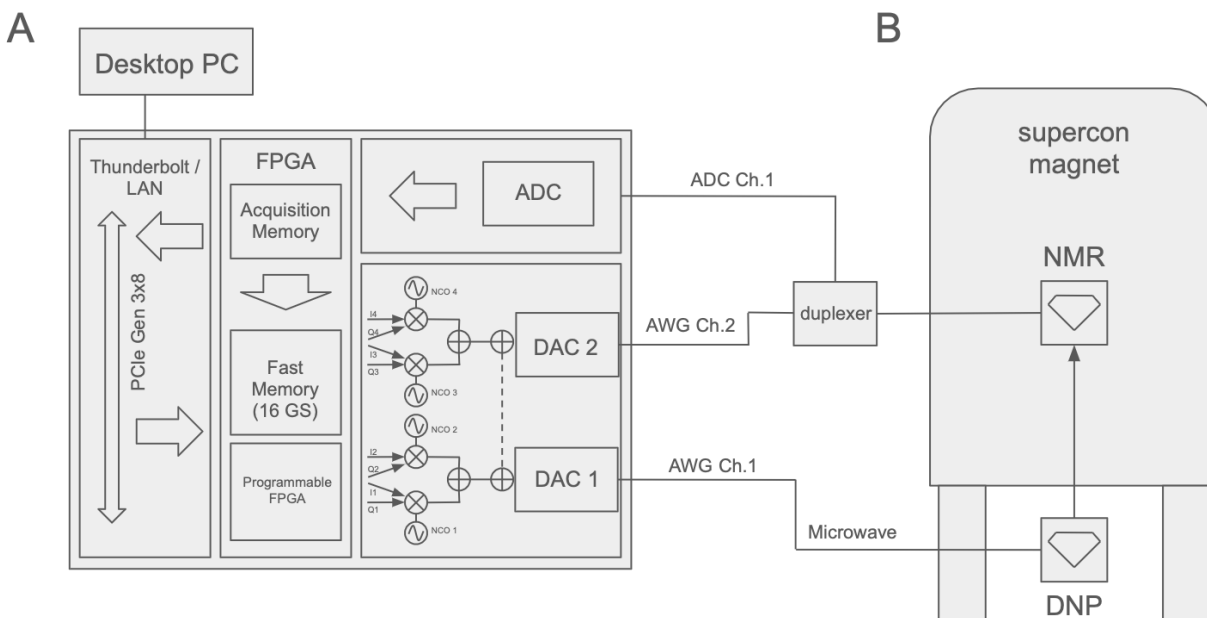 A
B
Desktop PC
Thunderbolt /
LAN
PCIe Gen 3x8
FPGA
Acquisition
Memory
Fast
Memory
(16 GS)
Programmable
FPGA
ADC
NCO 4
I4
Q4
I3
Q3
NCO 3
DAC 2
NCO 2
I2
Q2
I1
Q1
NCO 1
DAC 1
ADC Ch.1
AWG Ch.2
duplexer
AWG Ch.1
Microwave
supercon
magnet
NMR
DNP